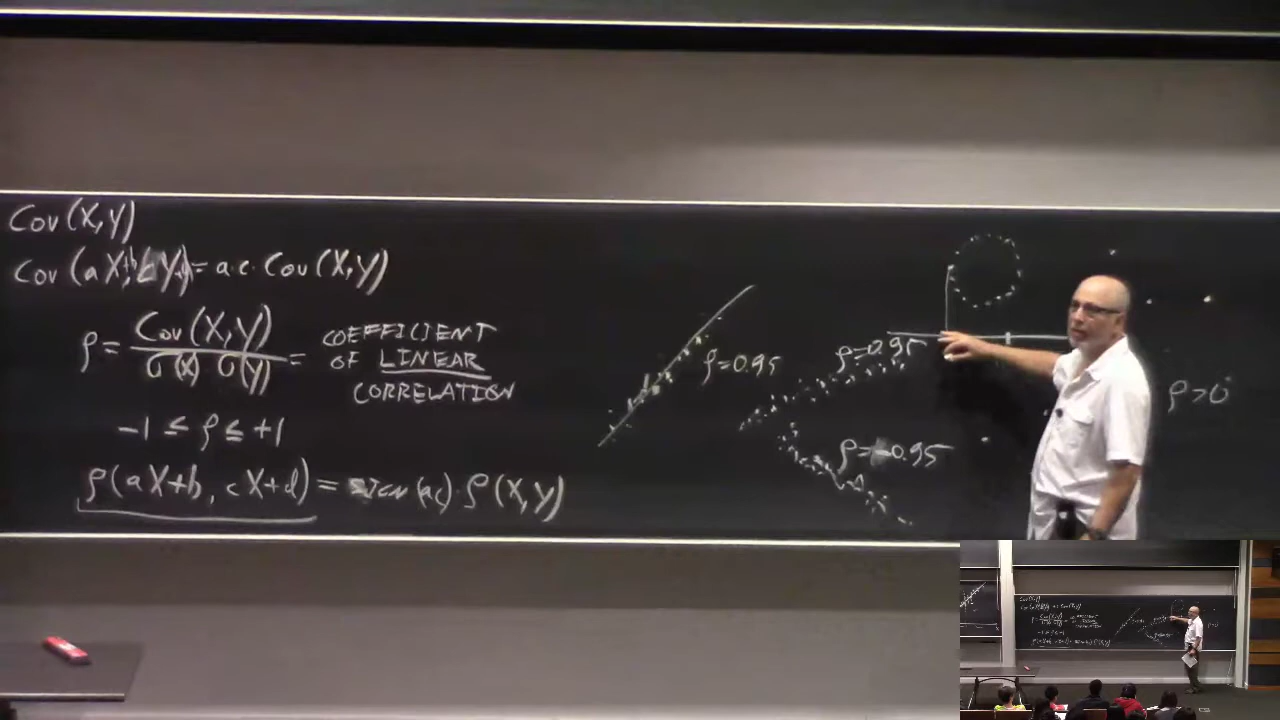 Cov(X,Y)
Cov(aX+b, cY+d) = a.c. Cov(X,Y)
ρ = Cov(X,Y) / σ(X) σ(Y) = COEFFICIENT OF LINEAR CORRELATION
-1 ≤ ρ ≤ +1
ρ(aX+b, cX+d) = SIGN(ac)·ρ(X,Y)
ρ=0.95
ρ=0.95
ρ=-0.95
ρ>0